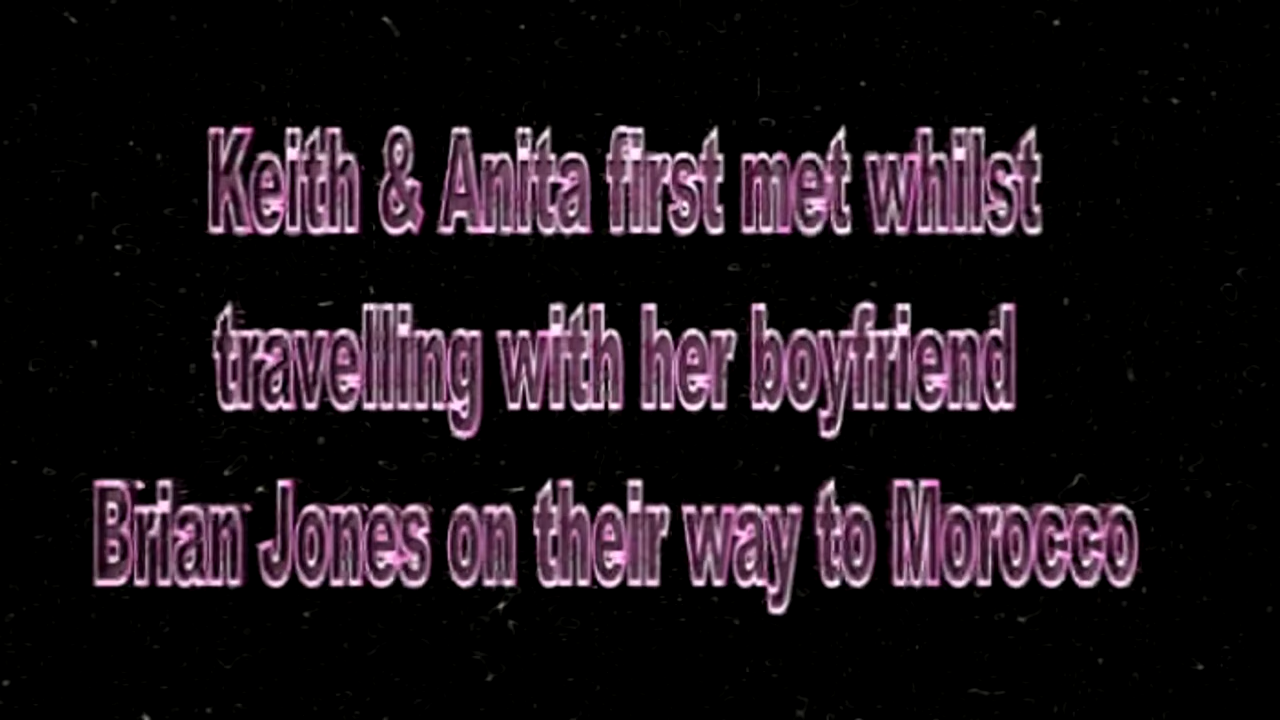 Keith & Anita first met whilst
travelling with her boyfriend
Brian Jones on their way to Morocco